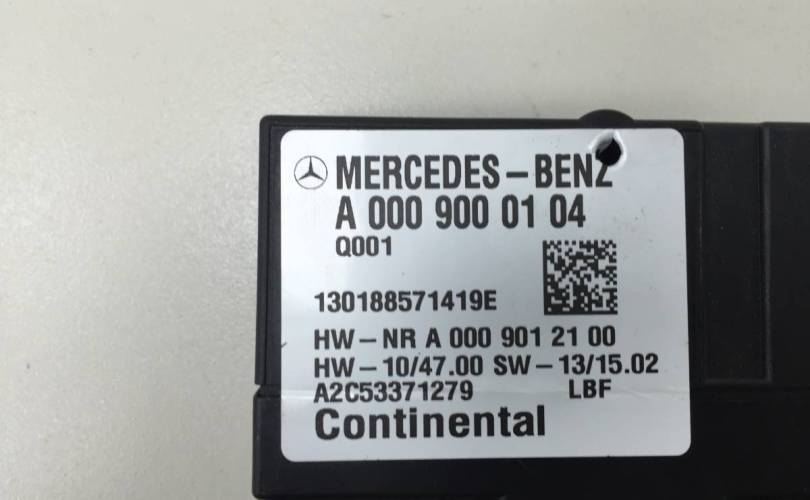 MERCEDES-BENZ
A 000 900 01 04
Q001
130188571419E
HW-NR A 000 901 21 00
HW-10/47.00 SW-13/15.02
A2C53371279 LBF
Continental